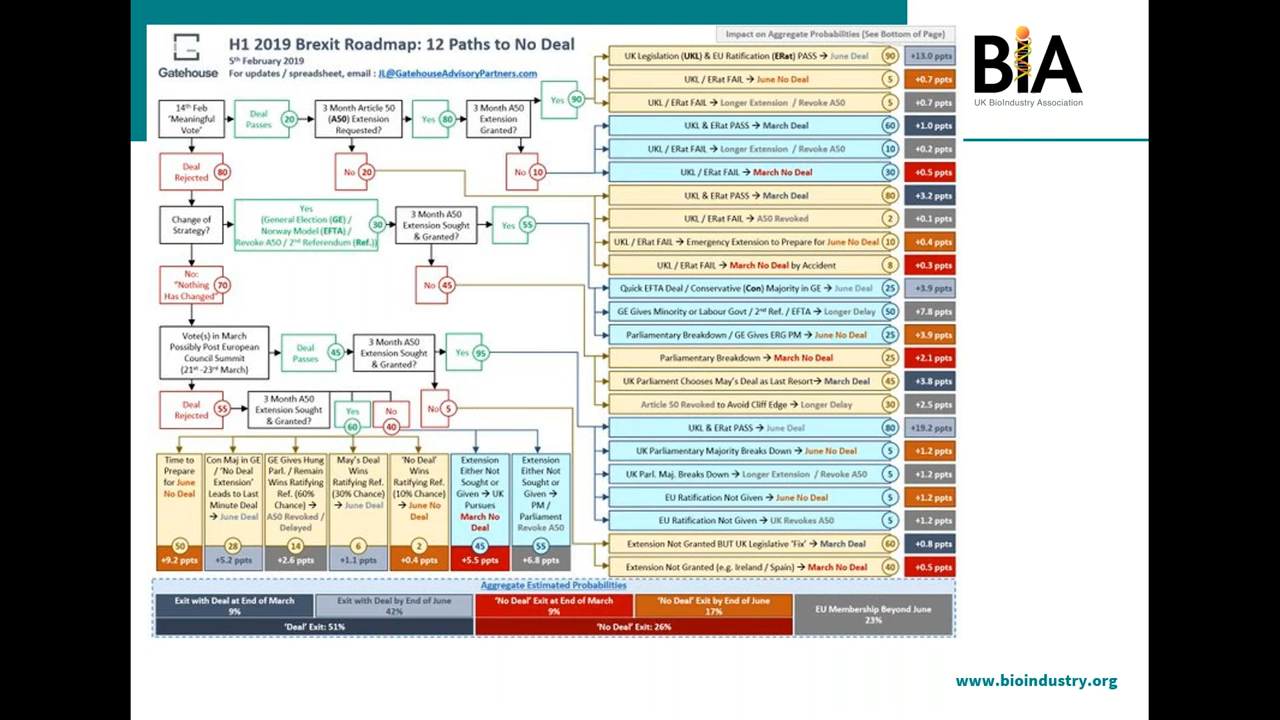 Gatehouse
H1 2019 Brexit Roadmap: 12 Paths to No Deal
5th February 2019
For updates / spreadsheet, email : JL@GatehouseAdvisoryPartners.com
Impact on Aggregate Probabilities (See Bottom of Page)
BIA
UK BioIndustry Association
14th Feb
'Meaningful
Vote'
Deal
Passes
20
3 Month Article 50
(A50) Extension
Requested?
Yes
80
3 Month A50
Extension
Granted?
Yes
90
Deal
Rejected
80
No
20
No
10
Change of
Strategy?
Yes
(General Election (GE) /
Norway Model (EFTA) /
Revoke A50 / 2nd Referendum (Ref.))
30
3 Month A50
Extension Sought
& Granted?
Yes
55
No:
"Nothing
Has Changed"
70
No
45
Vote(s) in March
Possibly Post European
Council Summit
(21st -23rd March)
Deal
Passes
45
3 Month A50
Extension Sought
& Granted?
Yes
95
Deal
Rejected
55
3 Month A50
Extension Sought
& Granted?
Yes
60
No
40
No
5
UK Legislation (UKL) & EU Ratification (ERat) PASS → June Deal 90 +13.0 ppts
UKL / ERat FAIL → June No Deal 5 +0.7 ppts
UKL / ERat FAIL → Longer Extension / Revoke A50 5 +0.7 ppts
UKL & ERat PASS → March Deal 60 +1.0 ppts
UKL / ERat FAIL → Longer Extension / Revoke A50 10 +0.2 ppts
UKL / ERat FAIL → March No Deal 30 +0.5 ppts
UKL & ERat PASS → March Deal 80 +3.2 ppts
UKL / ERat FAIL → A50 Revoked 2 +0.1 ppts
UKL / ERat FAIL → Emergency Extension to Prepare for June No Deal 10 +0.4 ppts
UKL / ERat FAIL → March No Deal by Accident 8 +0.3 ppts
Quick EFTA Deal / Conservative (Con) Majority in GE → June Deal 25 +3.9 ppts
GE Gives Minority or Labour Govt / 2nd Ref. / EFTA → Longer Delay 50 +7.8 ppts
Parliamentary Breakdown / GE Gives ERG PM → June No Deal 25 +3.9 ppts
Parliamentary Breakdown → March No Deal 25 +2.1 ppts
UK Parliament Chooses May's Deal as Last Resort → March Deal 45 +3.8 ppts
Article 50 Revoked to Avoid Cliff Edge → Longer Delay 30 +2.5 ppts
UKL & ERat PASS → June Deal 80 +19.2 ppts
UK Parliamentary Majority Breaks Down → June No Deal 5 +1.2 ppts
UK Parl. Maj. Breaks Down → Longer Extension / Revoke A50 5 +1.2 ppts
EU Ratification Not Given → June No Deal 5 +1.2 ppts
EU Ratification Not Given → UK Revokes A50 5 +1.2 ppts
Extension Not Granted BUT UK Legislative 'Fix' → March Deal 60 +0.8 ppts
Extension Not Granted (e.g. Ireland / Spain) → March No Deal 40 +0.5 ppts
Time to
Prepare
for June
No Deal
50
+9.2 ppts
Con Maj in GE
/ 'No Deal
Extension'
Leads to Last
Minute Deal
→ June Deal
28
+5.2 ppts
GE Gives Hung
Parl. / Remain
Wins Ratifying
Ref. (60%
Chance) →
A50 Revoked /
Delayed
14
+2.6 ppts
May's Deal
Wins
Ratifying Ref.
(30% Chance)
→ June Deal
6
+1.1 ppts
'No Deal'
Wins
Ratifying Ref.
(10% Chance)
→ June No
Deal
2
+0.4 ppts
Extension
Either Not
Sought or
Given → UK
Pursues
March No
Deal
45
+5.5 ppts
Extension
Either Not
Sought or
Given →
PM /
Parliament
Revoke A50
55
+6.8 ppts
Aggregate Estimated Probabilities
Exit with Deal at End of March
9%
Exit with Deal by End of June
42%
'No Deal' Exit at End of March
9%
'No Deal' Exit by End of June
17%
EU Membership Beyond June
23%
'Deal' Exit: 51%
'No Deal' Exit: 26%
www.bioindustry.org